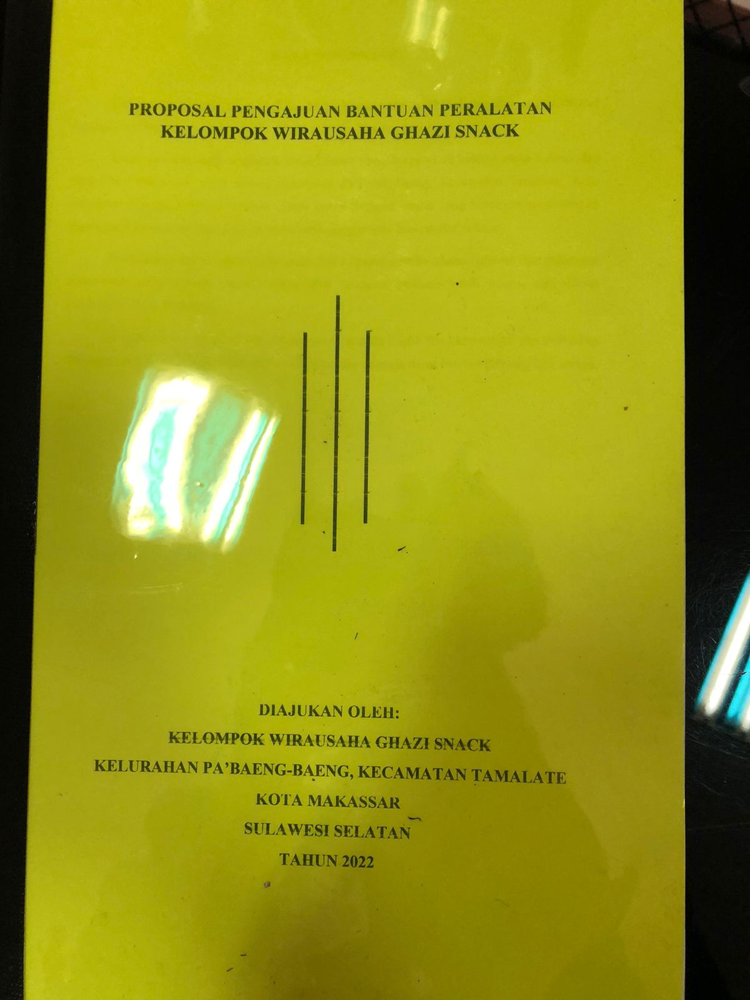 PROPOSAL PENGAJUAN BANTUAN PERALATAN
KELOMPOK WIRAUSAHA GHAZI SNACK
DIAJUKAN OLEH:
KELOMPOK WIRAUSAHA GHAZI SNACK
KELURAHAN PA’BAENG-BAENG, KECAMATAN TAMALATE
KOTA MAKASSAR
SULAWESI SELATAN
TAHUN 2022